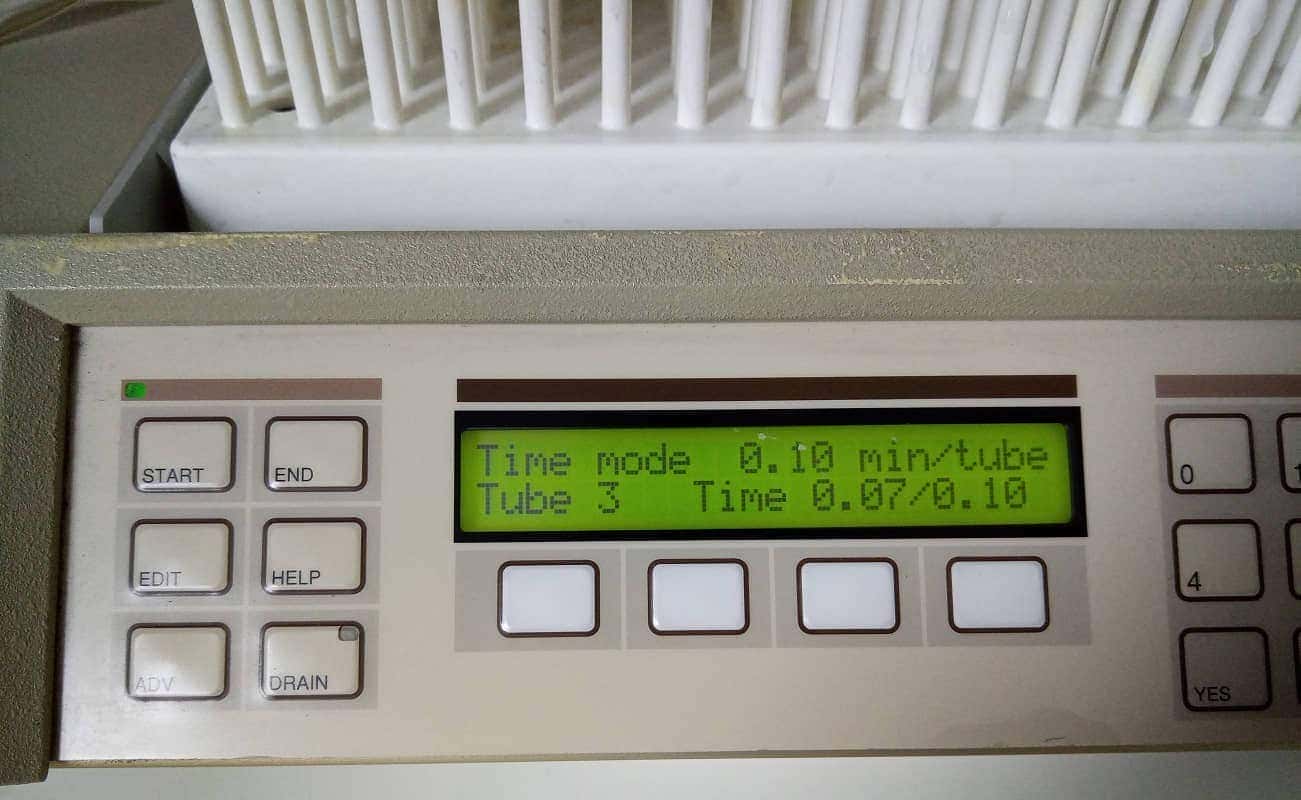 START
END
EDIT
HELP
ADV
DRAIN
Time mode 0.10 min/tube
Tube 3 Time 0.07/0.10
0
4
YES